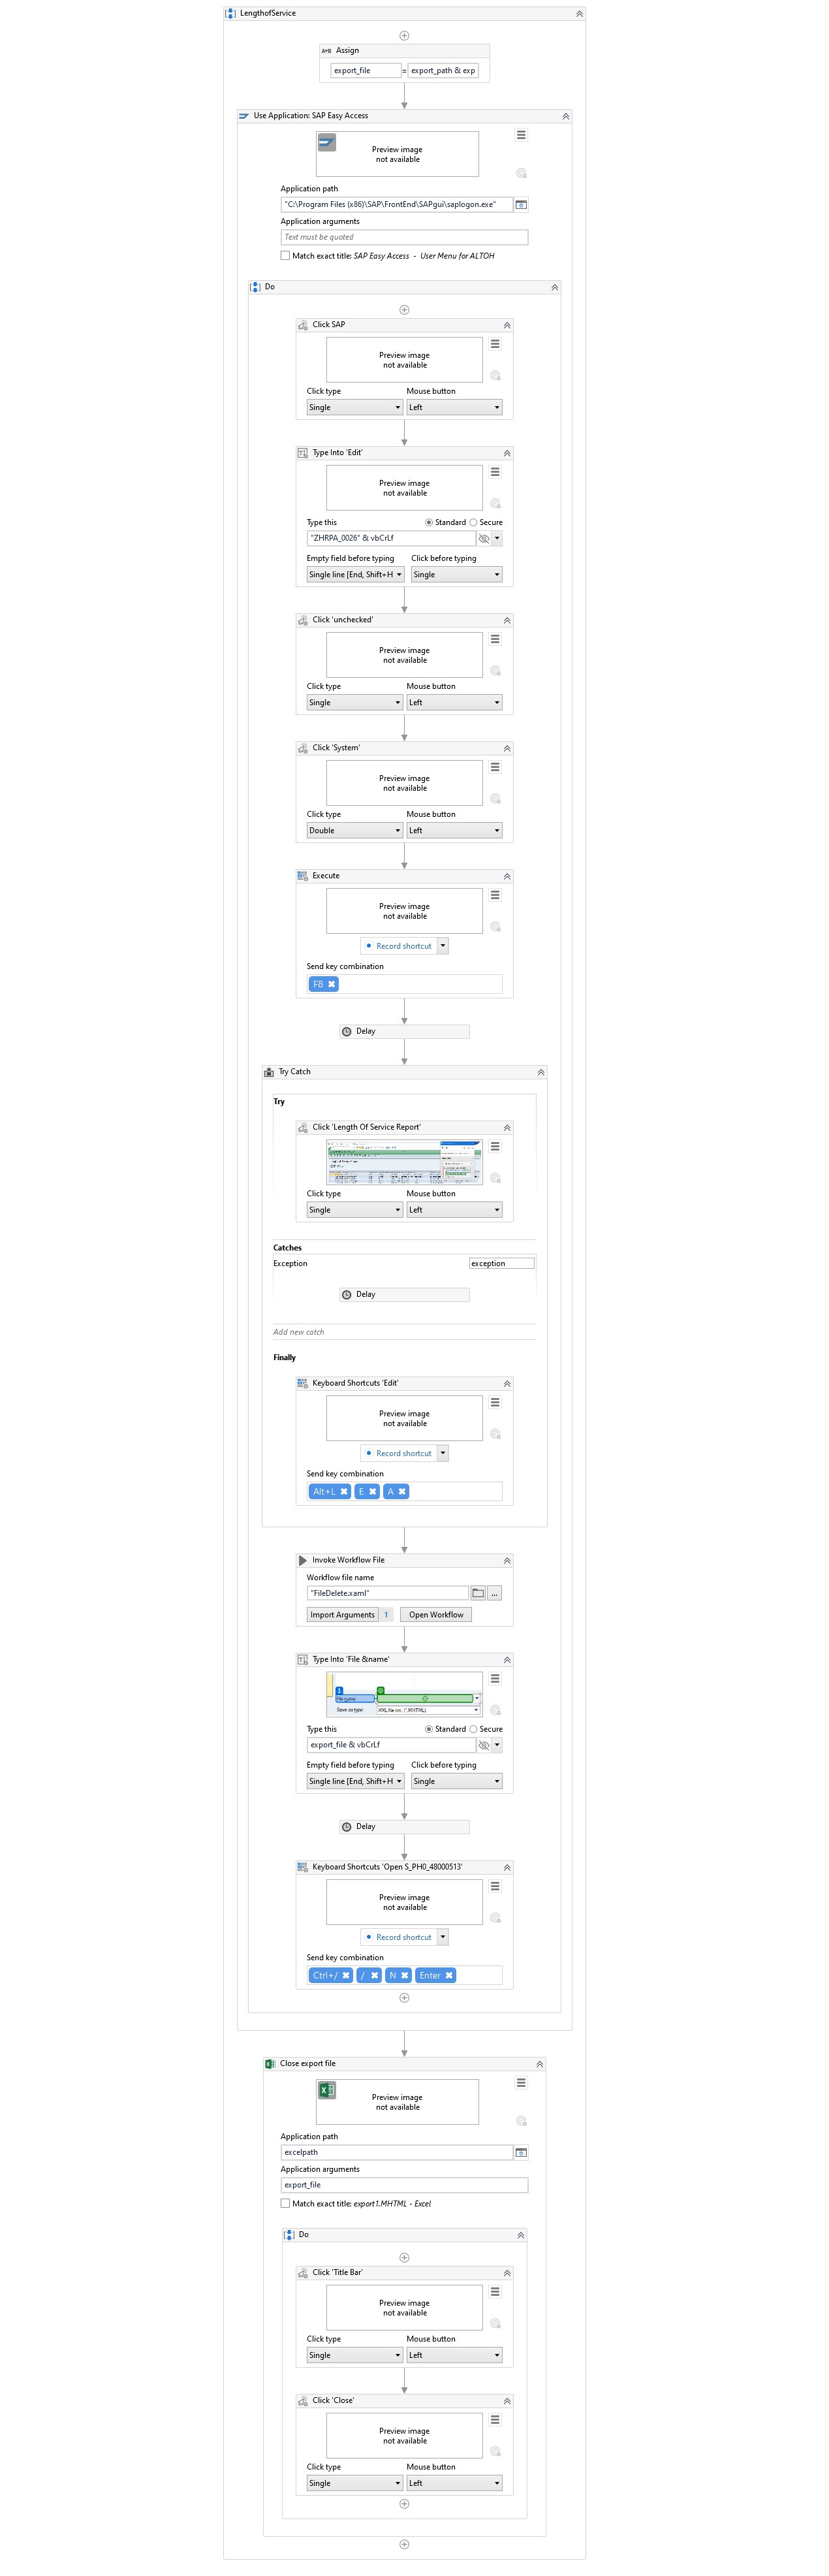 LengthofService
A+B Assign
export_file = export_path & exp
Use Application: SAP Easy Access
Preview image
not available
Application path
"C:\Program Files (x86)\SAP\FrontEnd\SAPgui\saplogon.exe"
Application arguments
Text must be quoted
Match exact title: SAP Easy Access - User Menu for ALTOH
Do
Click SAP
Preview image
not available
Click type Mouse button
Single Left
Type Into 'Edit'
Preview image
not available
Type this Standard Secure
"ZHRPA_0026" & vbCrLf
Empty field before typing Click before typing
Single line [End, Shift+H Single
Click 'unchecked'
Preview image
not available
Click type Mouse button
Single Left
Click 'System'
Preview image
not available
Click type Mouse button
Double Left
Execute
Preview image
not available
Record shortcut
Send key combination
F8
Delay
Try Catch
Try
Click 'Length Of Service Report'
Click type Mouse button
Single Left
Catches
Exception exception
Delay
Add new catch
Finally
Keyboard Shortcuts 'Edit'
Preview image
not available
Record shortcut
Send key combination
Alt+L E A
Invoke Workflow File
Workflow file name
"FileDelete.xaml" ...
Import Arguments 1 Open Workflow
Type Into 'File &name'
File name
Save as type
Type this Standard Secure
export_file & vbCrLf
Empty field before typing Click before typing
Single line [End, Shift+H Single
Delay
Keyboard Shortcuts 'Open S_PH0_48000513'
Preview image
not available
Record shortcut
Send key combination
Ctrl+/ / N Enter
Close export file
Preview image
not available
Application path
excelpath
Application arguments
export_file
Match exact title: export1.MHTML - Excel
Do
Click 'Title Bar'
Preview image
not available
Click type Mouse button
Single Left
Click 'Close'
Preview image
not available
Click type Mouse button
Single Left